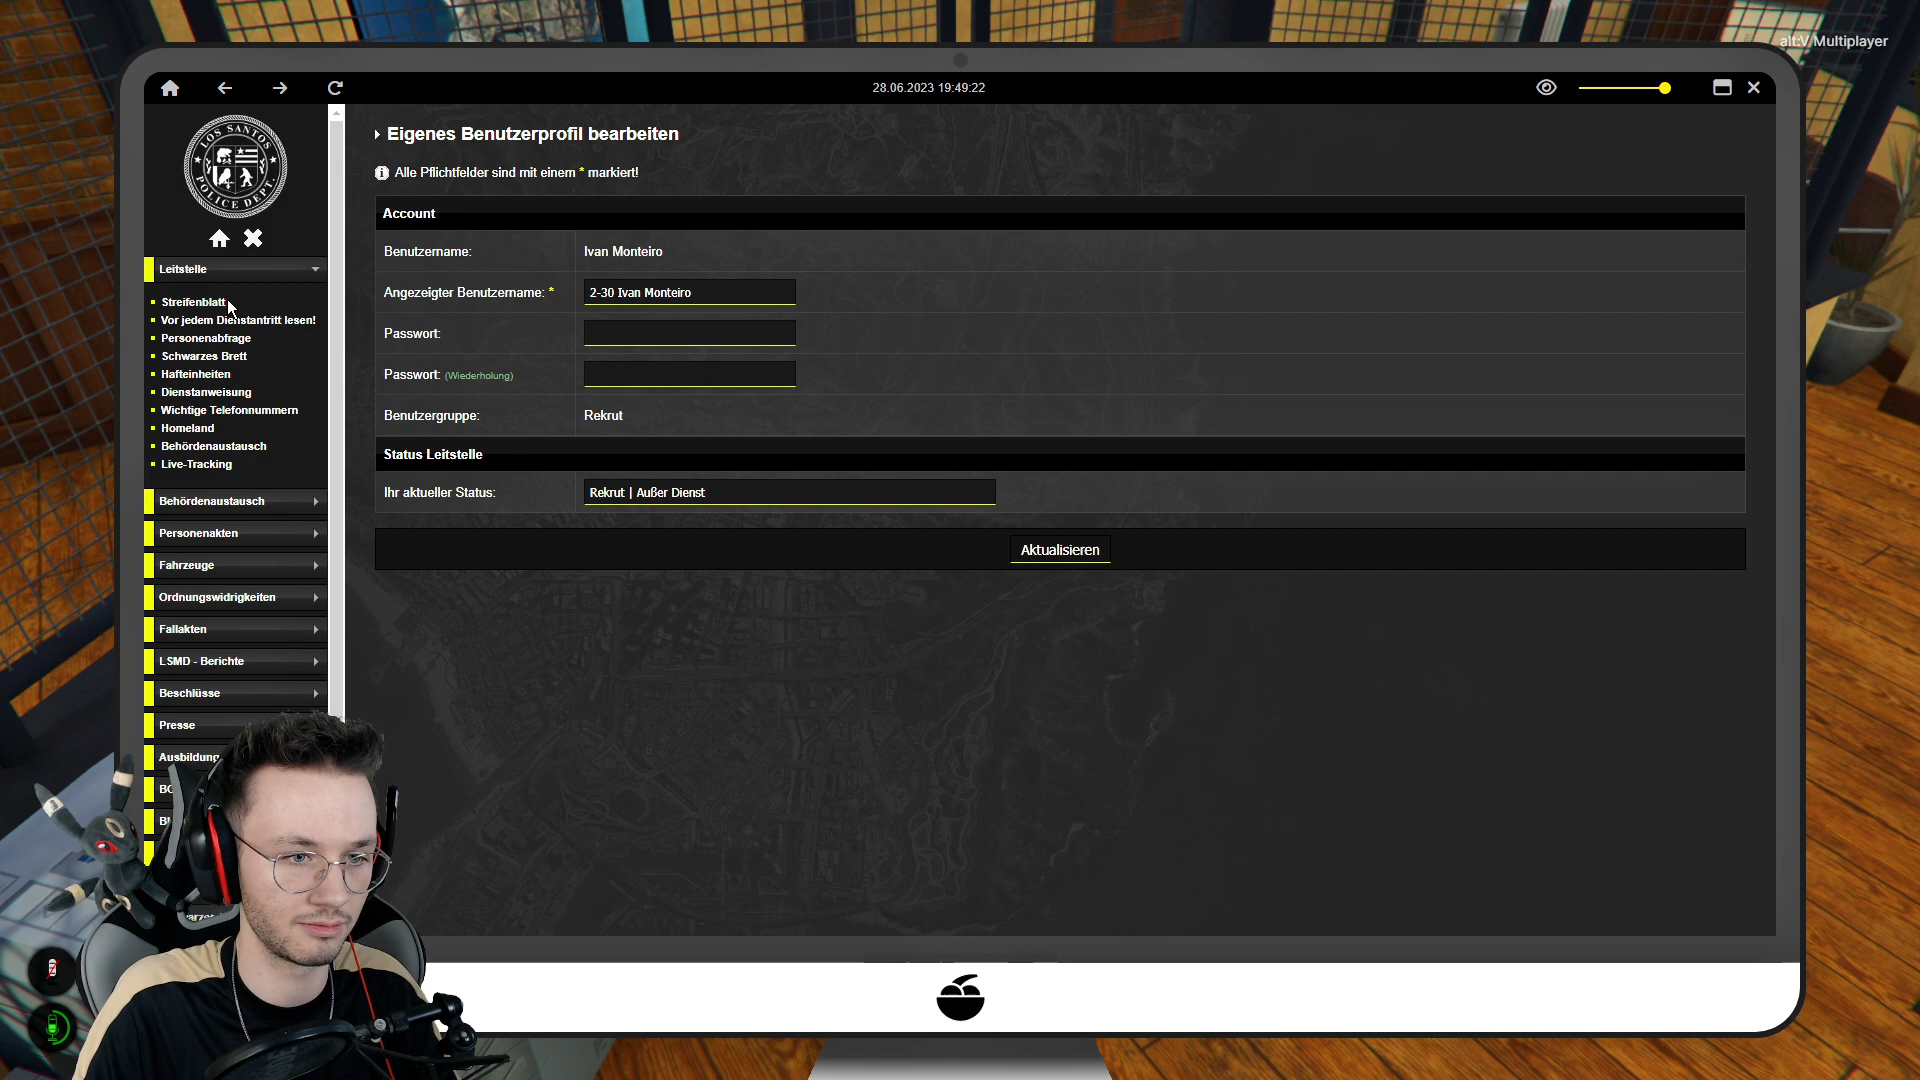 alt:V Multiplayer
28.06.2023 19:49:22
LOS SANTOS
POLICE DEPT.
Leitstelle
Streifenblatt
Vor jedem Dienstantritt lesen!
Personenabfrage
Schwarzes Brett
Hafteinheiten
Dienstanweisung
Wichtige Telefonnummern
Homeland
Behördenaustausch
Live-Tracking
Behördenaustausch
Personenakten
Fahrzeuge
Ordnungswidrigkeiten
Fallakten
LSMD - Berichte
Beschlüsse
Presse
Ausbildung
Eigenes Benutzerprofil bearbeiten
Alle Pflichtfelder sind mit einem * markiert!
Account
Benutzername: Ivan Monteiro
Angezeigter Benutzername: * 2-30 Ivan Monteiro
Passwort:
Passwort: (Wiederholung)
Benutzergruppe: Rekrut
Status Leitstelle
Ihr aktueller Status: Rekrut | Außer Dienst
Aktualisieren